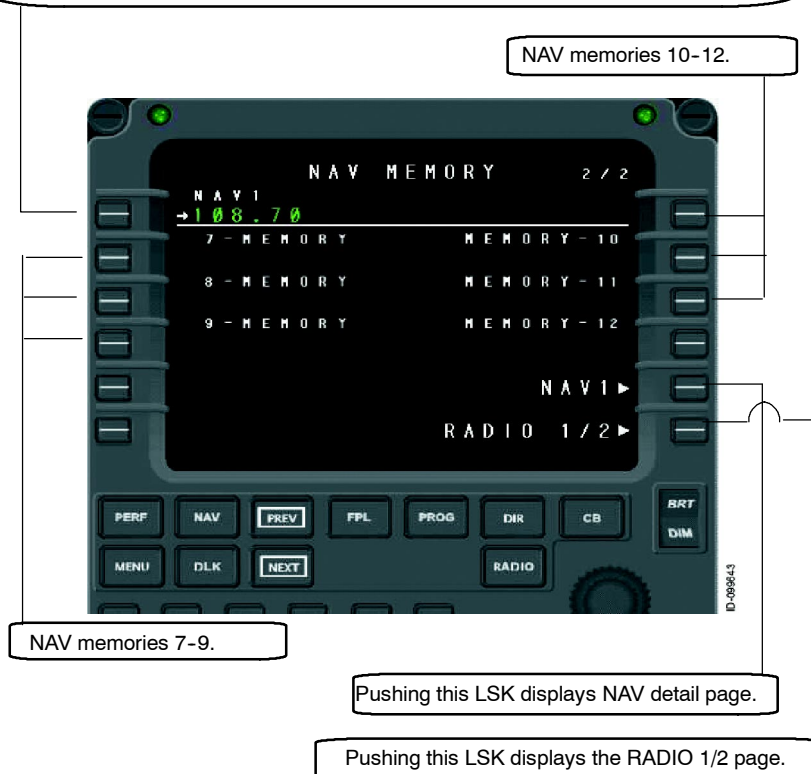 NAV memories 10-12.
NAV MEMORY 2/2
NAV1
→108.70
7-MEMORY MEMORY-10
8-MEMORY MEMORY-11
9-MEMORY MEMORY-12
NAV1►
RADIO 1/2►
PERF NAV PREV FPL PROG DIR CB BRT
DIM
MENU DLK NEXT RADIO
ID-099643
NAV memories 7-9.
Pushing this LSK displays NAV detail page.
Pushing this LSK displays the RADIO 1/2 page.